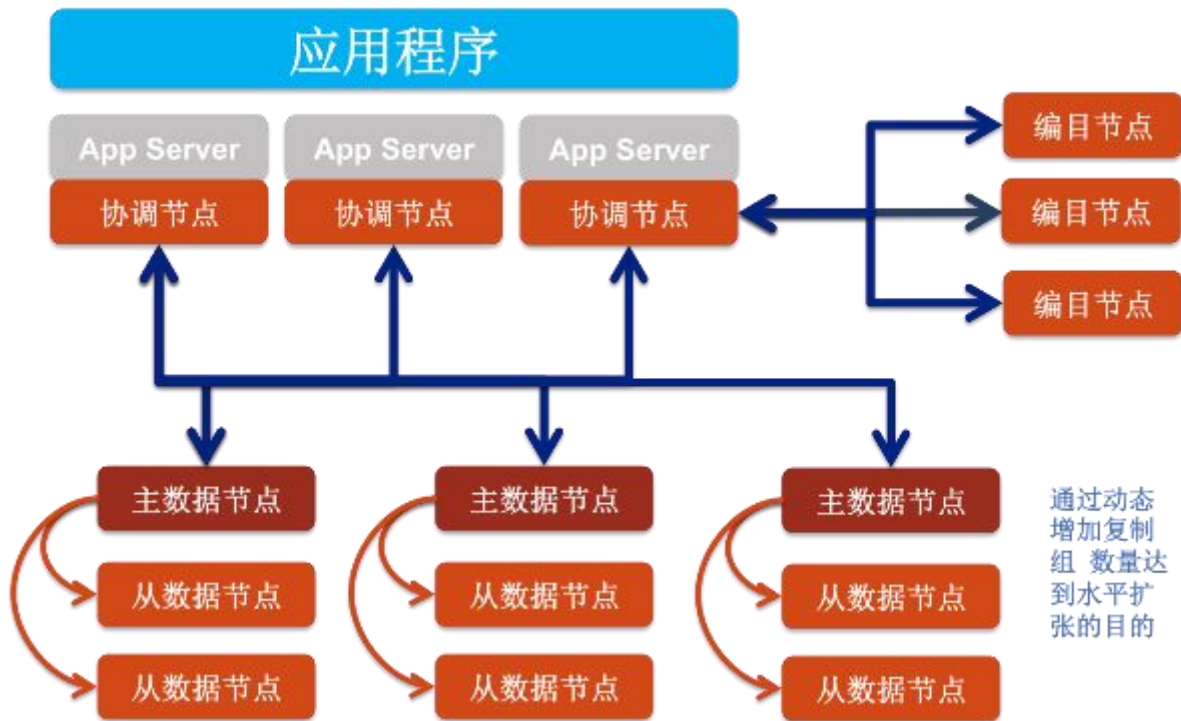 应用程序
App Server
App Server
App Server
协调节点
协调节点
协调节点
编目节点
编目节点
编目节点
主数据节点
主数据节点
主数据节点
从数据节点
从数据节点
从数据节点
从数据节点
从数据节点
从数据节点
通过动态
增加复制
组 数量达
到水平扩
张的目的